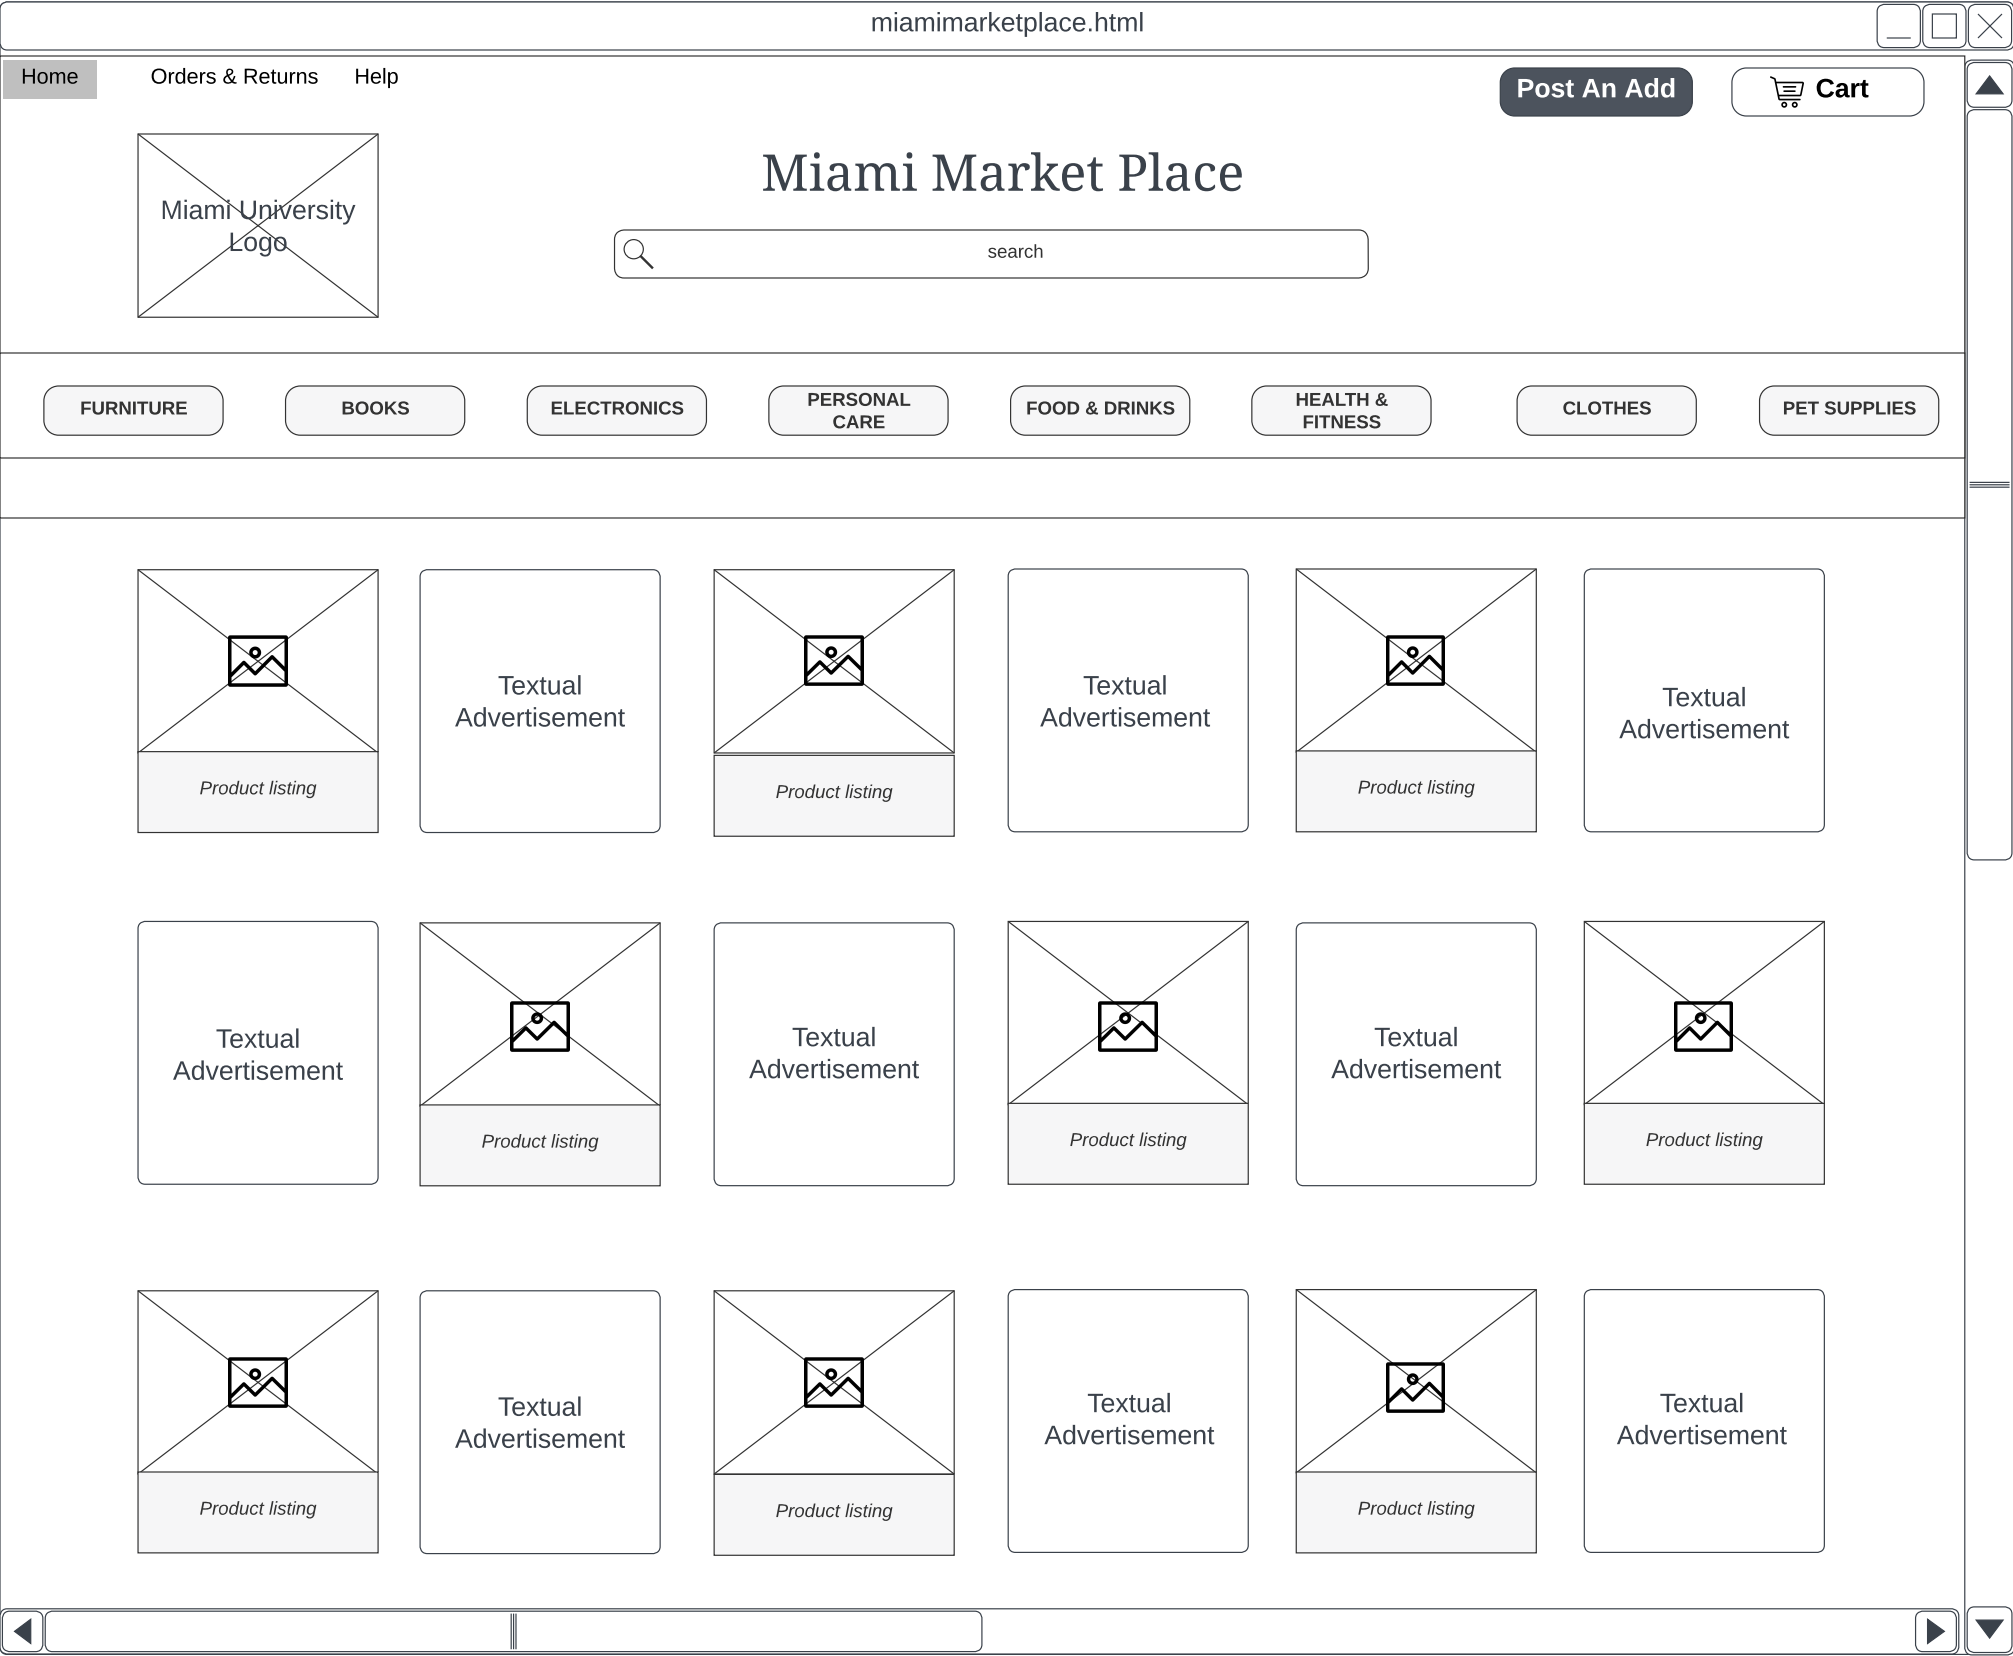 miamimarketplace.html
Home Orders & Returns Help
Post An Add Cart
Miami Market Place
Miami University
Logo
search
FURNITURE BOOKS ELECTRONICS PERSONAL CARE FOOD & DRINKS HEALTH & FITNESS CLOTHES PET SUPPLIES
Textual
Advertisement
Textual
Advertisement
Textual
Advertisement
Product listing
Product listing
Product listing
Textual
Advertisement
Textual
Advertisement
Textual
Advertisement
Product listing
Product listing
Product listing
Textual
Advertisement
Textual
Advertisement
Textual
Advertisement
Product listing
Product listing
Product listing